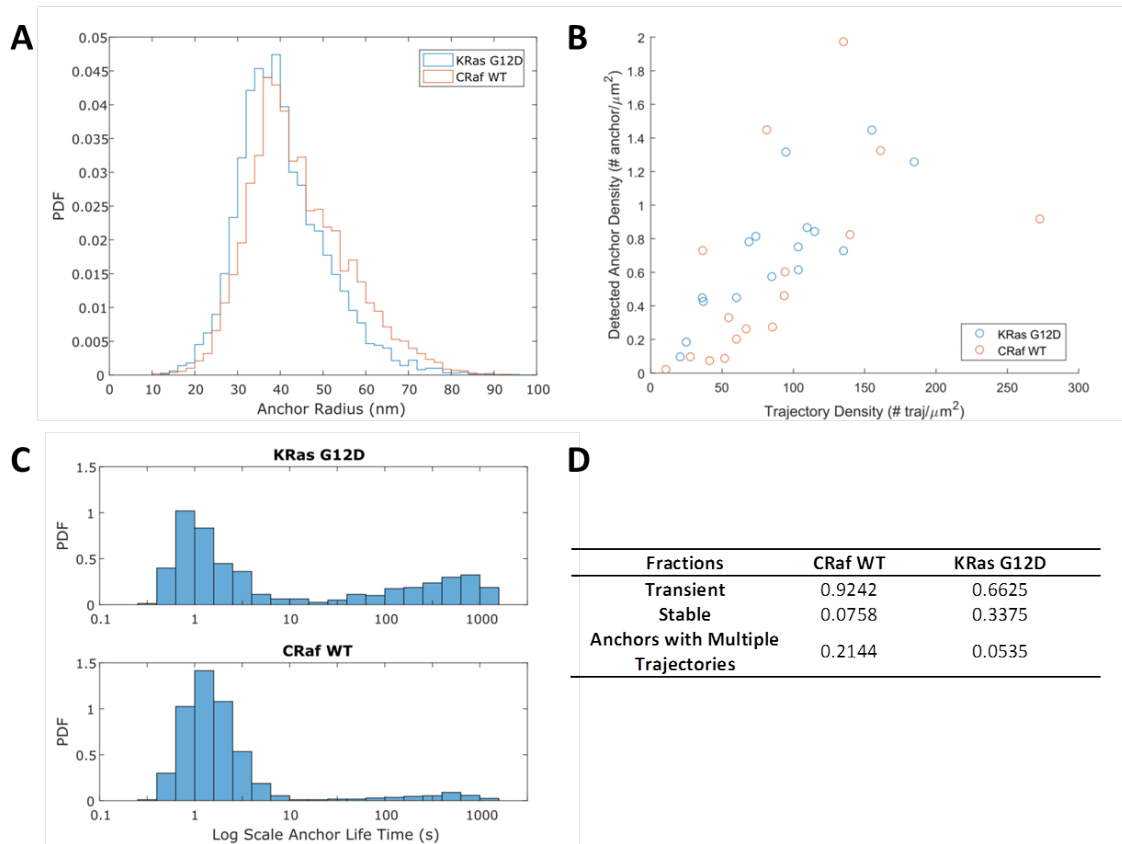 A
0.05
0.045
0.04
0.035
0.03
0.025
0.02
0.015
0.01
0.005
0
PDF
0 10 20 30 40 50 60 70 80 90 100
Anchor Radius (nm)
KRas G12D
CRaf WT
B
2
1.8
1.6
1.4
1.2
1
0.8
0.6
0.4
0.2
0
Detected Anchor Density (# anchor/μm²)
0 50 100 150 200 250 300
Trajectory Density (# traj/μm²)
KRas G12D
CRaf WT
C
KRas G12D
1.5
1
0.5
0
PDF
0.1 1 10 100 1000
CRaf WT
1.5
1
0.5
0
PDF
0.1 1 10 100 1000
Log Scale Anchor Life Time (s)
D
Fractions CRaf WT KRas G12D
Transient 0.9242 0.6625
Stable 0.0758 0.3375
Anchors with Multiple
Trajectories 0.2144 0.0535